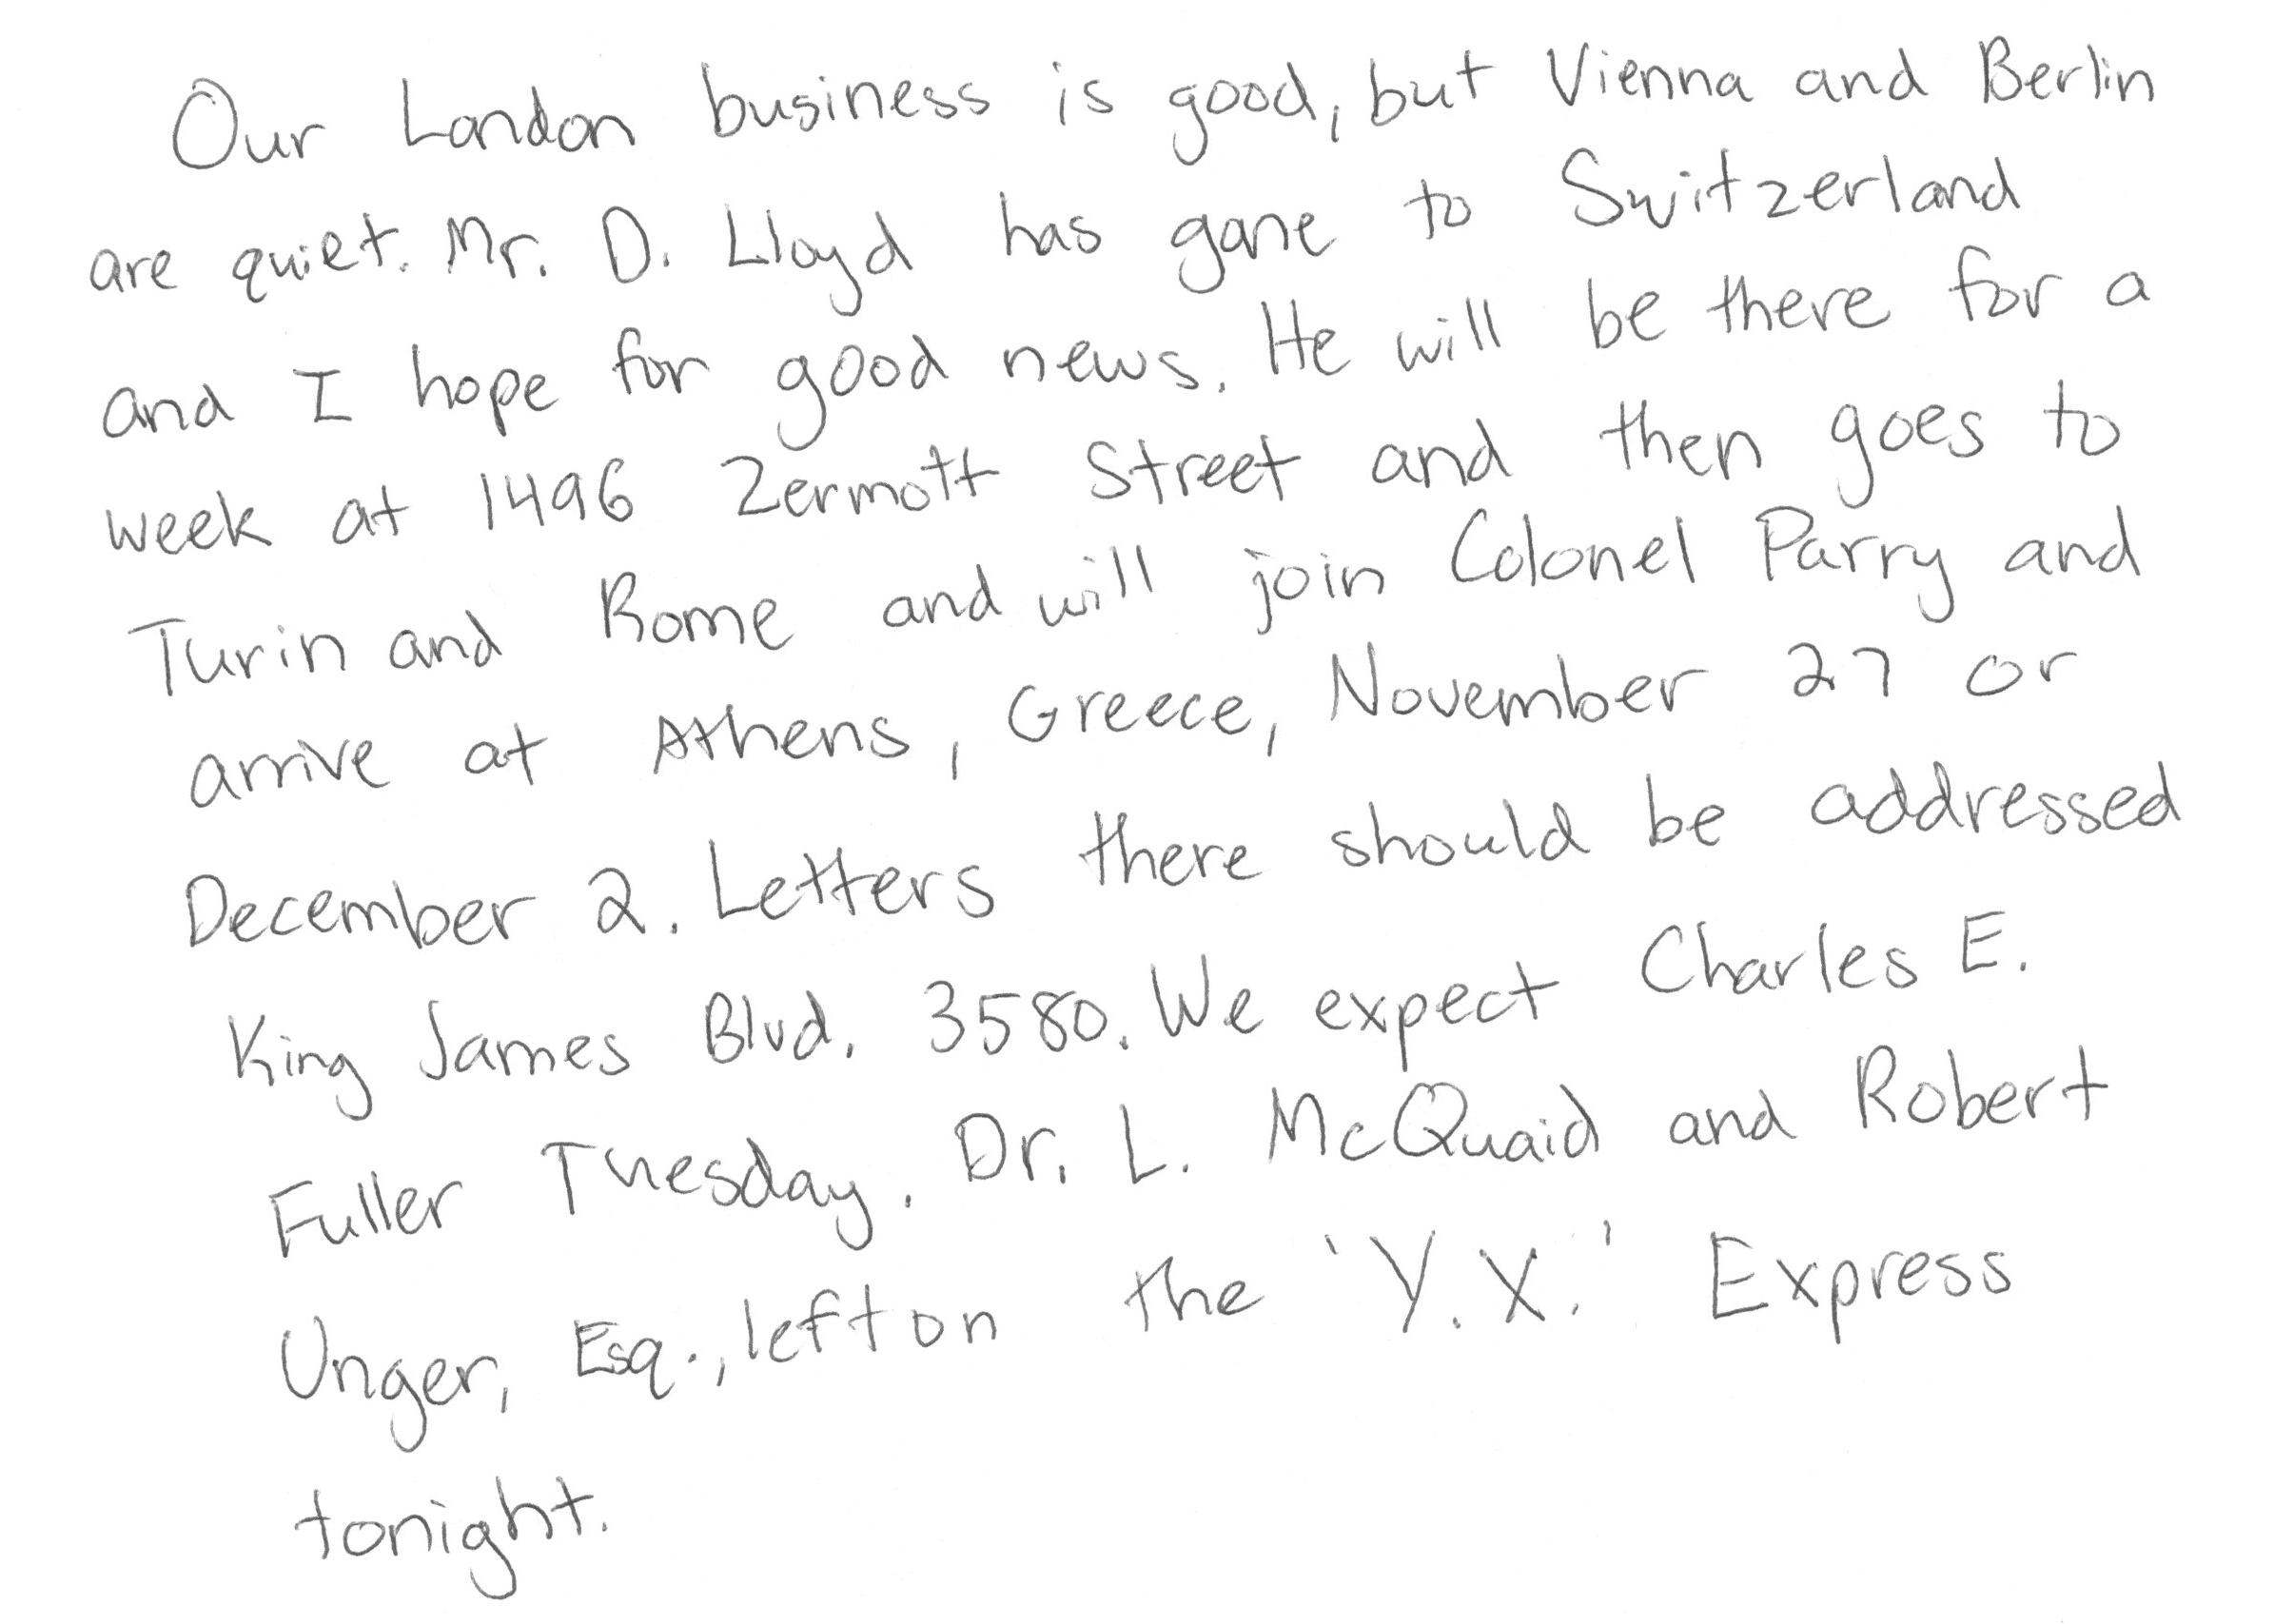 Our London business is good, but Vienna and Berlin
are quiet. Mr. D. Lloyd has gone to Switzerland
and I hope for good news. He will be there for a
week at 1496 Zermott Street and then goes to
Turin and Rome and will join Colonel Parry and
arrive at Athens, Greece, November 27 or
December 2. Letters there should be addressed
King James Blvd. 3580. We expect Charles E.
Fuller Tuesday. Dr. L. McQuaid and Robert
Unger, Esq., left on the 'Y.X.' Express
tonight.